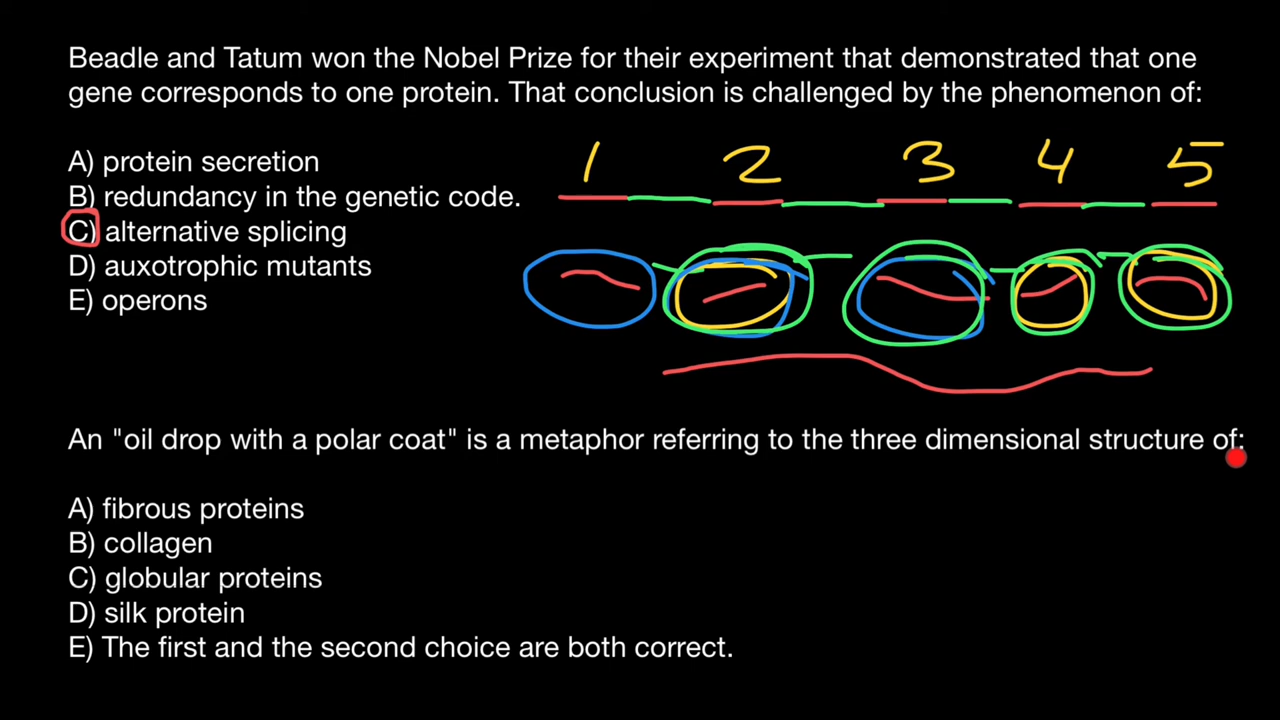 Beadle and Tatum won the Nobel Prize for their experiment that demonstrated that one
gene corresponds to one protein. That conclusion is challenged by the phenomenon of:
A) protein secretion
B) redundancy in the genetic code.
C) alternative splicing
D) auxotrophic mutants
E) operons
1 2 3 4 5
An "oil drop with a polar coat" is a metaphor referring to the three dimensional structure of:
A) fibrous proteins
B) collagen
C) globular proteins
D) silk protein
E) The first and the second choice are both correct.